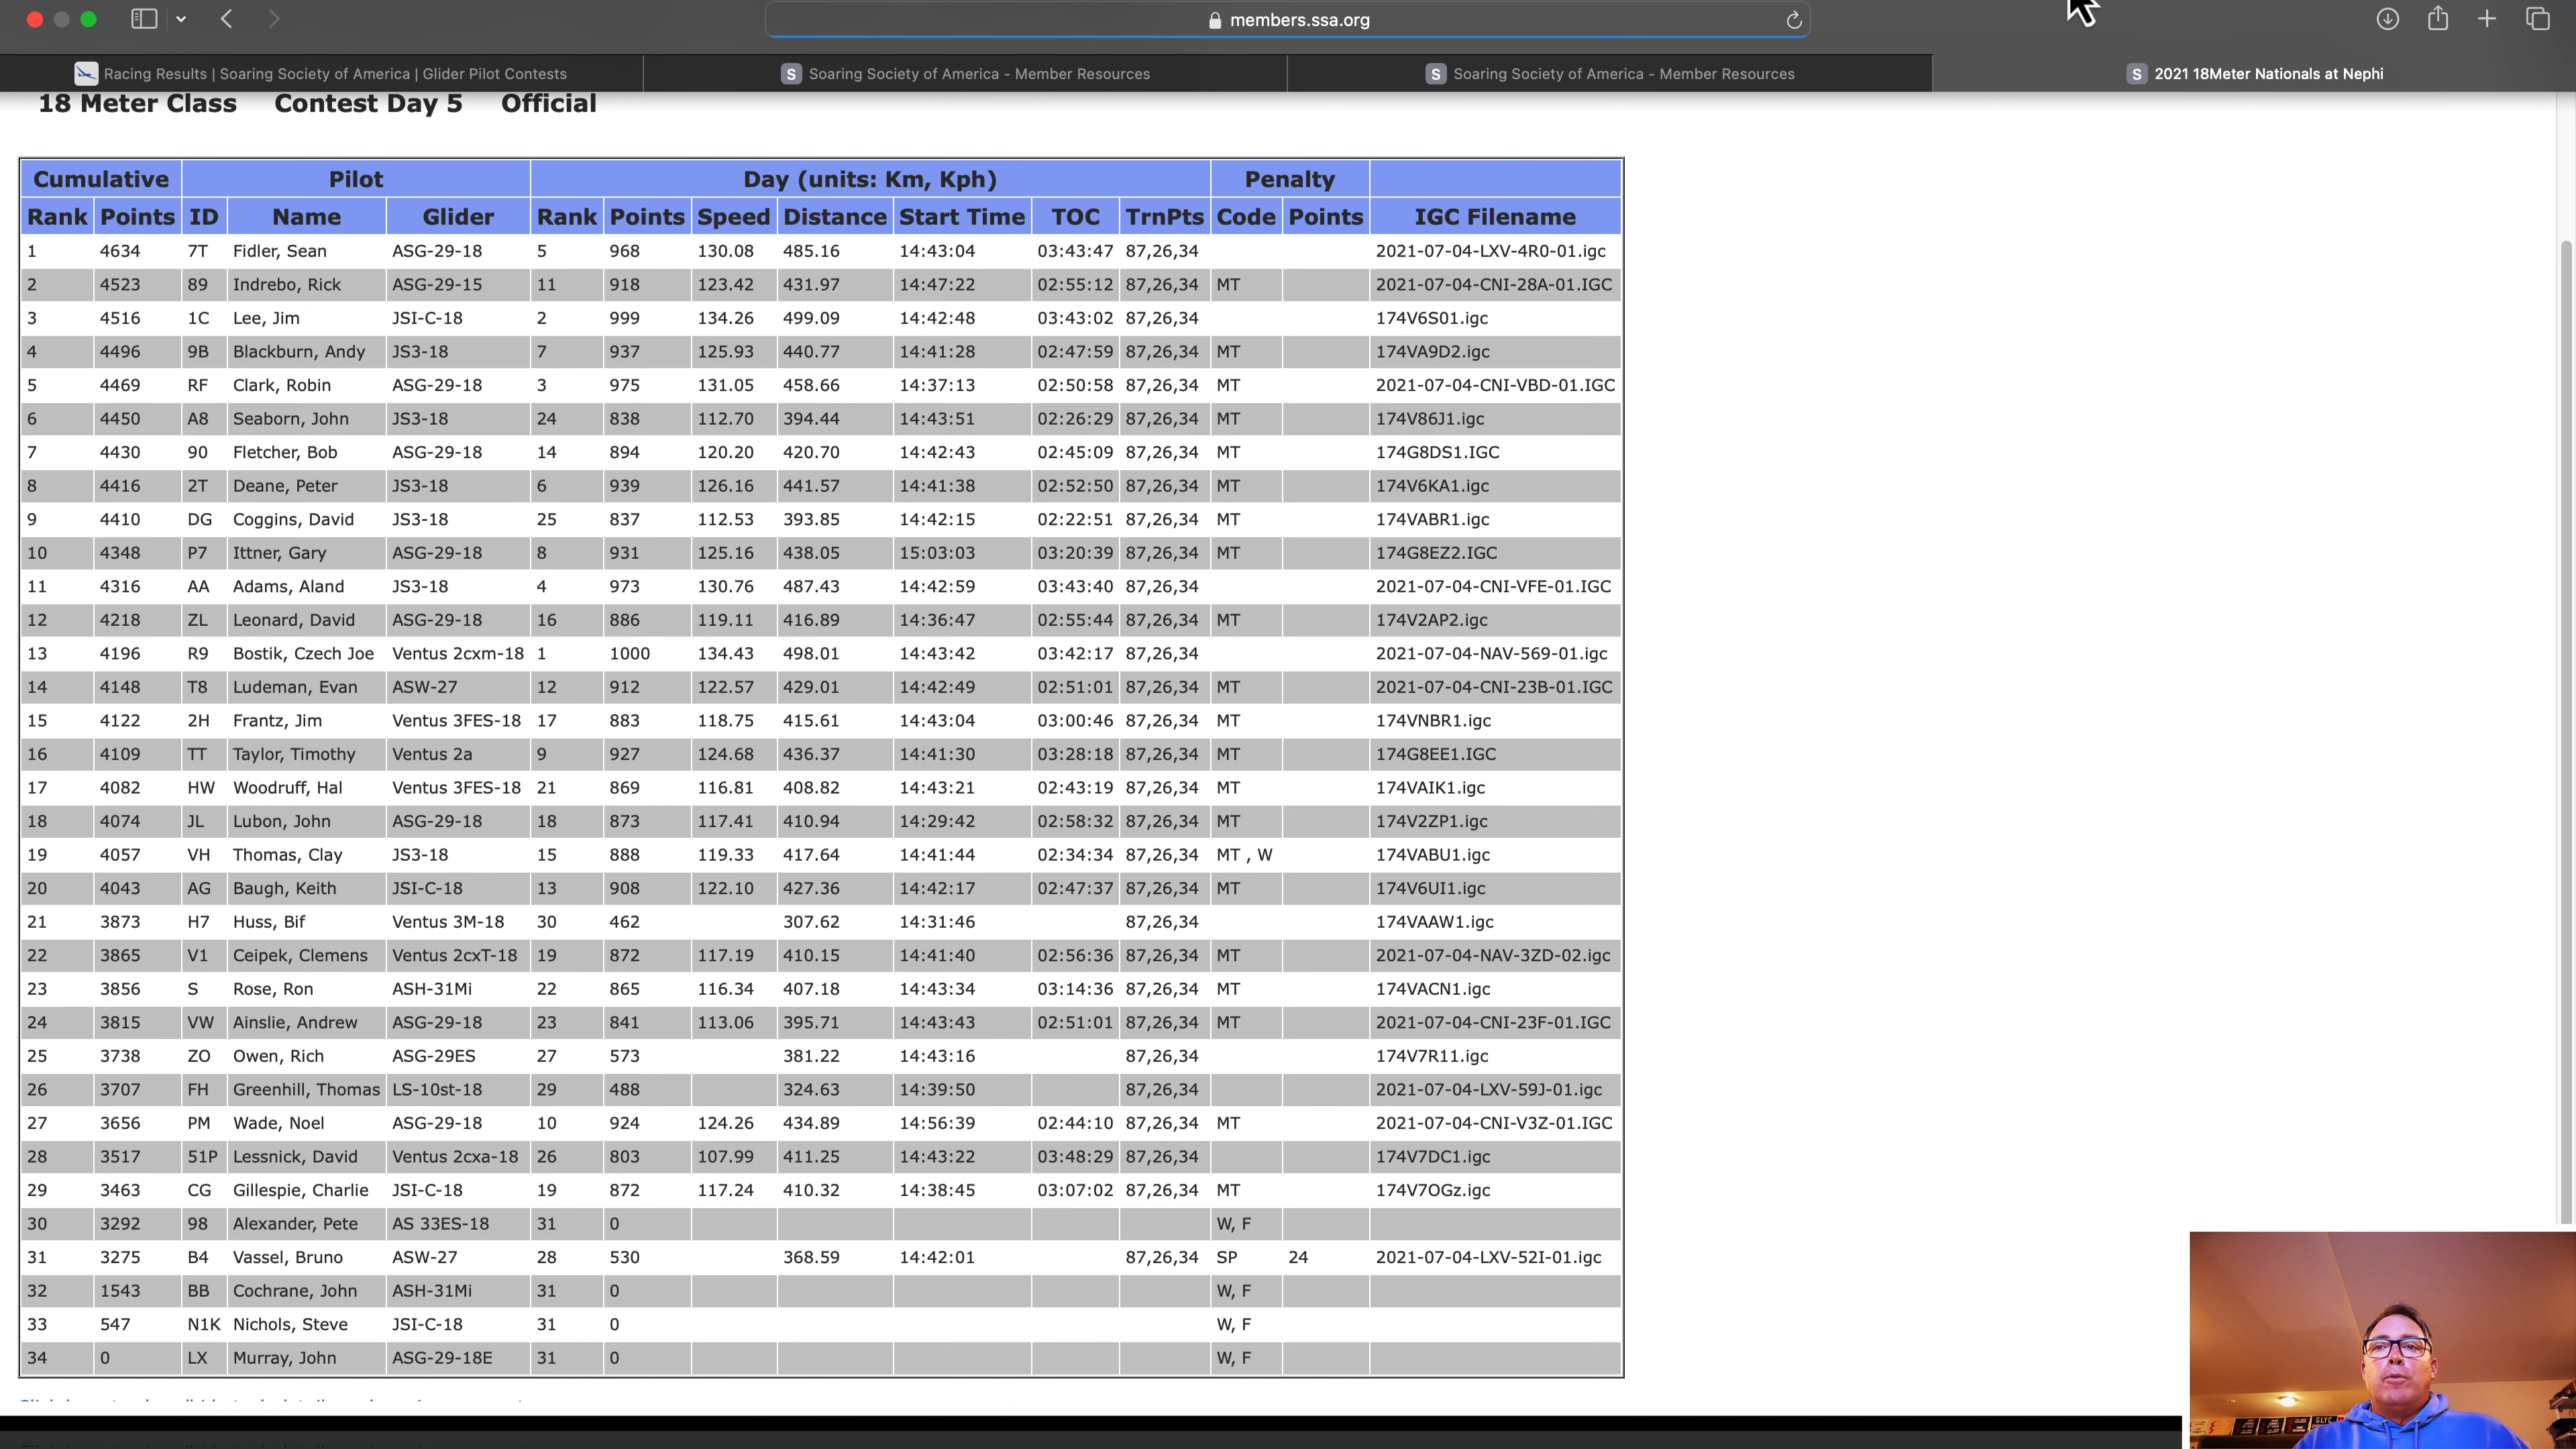 members.ssa.org
Racing Results | Soaring Society of America | Glider Pilot Contests
S Soaring Society of America - Member Resources
S Soaring Society of America - Member Resources
S 2021 18Meter Nationals at Nephi
18 Meter Class Contest Day 5 Official
Cumulative Pilot Day (units: Km, Kph) Penalty
Rank Points ID Name Glider Rank Points Speed Distance Start Time TOC TrnPts Code Points IGC Filename
1 4634 7T Fidler, Sean ASG-29-18 5 968 130.08 485.16 14:43:04 03:43:47 87,26,34 2021-07-04-LXV-4R0-01.igc
2 4523 89 Indrebo, Rick ASG-29-15 11 918 123.42 431.97 14:47:22 02:55:12 87,26,34 MT 2021-07-04-CNI-28A-01.IGC
3 4516 1C Lee, Jim JSI-C-18 2 999 134.26 499.09 14:42:48 03:43:02 87,26,34 174V6S01.igc
4 4496 9B Blackburn, Andy JS3-18 7 937 125.93 440.77 14:41:28 02:47:59 87,26,34 MT 174VA9D2.igc
5 4469 RF Clark, Robin ASG-29-18 3 975 131.05 458.66 14:37:13 02:50:58 87,26,34 MT 2021-07-04-CNI-VBD-01.IGC
6 4450 A8 Seaborn, John JS3-18 24 838 112.70 394.44 14:43:51 02:26:29 87,26,34 MT 174V86J1.igc
7 4430 90 Fletcher, Bob ASG-29-18 14 894 120.20 420.70 14:42:43 02:45:09 87,26,34 MT 174G8DS1.IGC
8 4416 2T Deane, Peter JS3-18 6 939 126.16 441.57 14:41:38 02:52:50 87,26,34 MT 174V6KA1.igc
9 4410 DG Coggins, David JS3-18 25 837 112.53 393.85 14:42:15 02:22:51 87,26,34 MT 174VABR1.igc
10 4348 P7 Ittner, Gary ASG-29-18 8 931 125.16 438.05 15:03:03 03:20:39 87,26,34 MT 174G8EZ2.IGC
11 4316 AA Adams, Aland JS3-18 4 973 130.76 487.43 14:42:59 03:43:40 87,26,34 2021-07-04-CNI-VFE-01.IGC
12 4218 ZL Leonard, David ASG-29-18 16 886 119.11 416.89 14:36:47 02:55:44 87,26,34 MT 174V2AP2.igc
13 4196 R9 Bostik, Czech Joe Ventus 2cxm-18 1 1000 134.43 498.01 14:43:42 03:42:17 87,26,34 2021-07-04-NAV-569-01.igc
14 4148 T8 Ludeman, Evan ASW-27 12 912 122.57 429.01 14:42:49 02:51:01 87,26,34 MT 2021-07-04-CNI-23B-01.IGC
15 4122 2H Frantz, Jim Ventus 3FES-18 17 883 118.75 415.61 14:43:04 03:00:46 87,26,34 MT 174VNBR1.igc
16 4109 TT Taylor, Timothy Ventus 2a 9 927 124.68 436.37 14:41:30 03:28:18 87,26,34 MT 174G8EE1.IGC
17 4082 HW Woodruff, Hal Ventus 3FES-18 21 869 116.81 408.82 14:43:21 02:43:19 87,26,34 MT 174VAIK1.igc
18 4074 JL Lubon, John ASG-29-18 18 873 117.41 410.94 14:29:42 02:58:32 87,26,34 MT 174V2ZP1.igc
19 4057 VH Thomas, Clay JS3-18 15 888 119.33 417.64 14:41:44 02:34:34 87,26,34 MT , W 174VABU1.igc
20 4043 AG Baugh, Keith JSI-C-18 13 908 122.10 427.36 14:42:17 02:47:37 87,26,34 MT 174V6UI1.igc
21 3873 H7 Huss, Bif Ventus 3M-18 30 462 307.62 14:31:46 87,26,34 174VAAW1.igc
22 3865 V1 Ceipek, Clemens Ventus 2cxT-18 19 872 117.19 410.15 14:41:40 02:56:36 87,26,34 MT 2021-07-04-NAV-3ZD-02.igc
23 3856 S Rose, Ron ASH-31Mi 22 865 116.34 407.18 14:43:34 03:14:36 87,26,34 MT 174VACN1.igc
24 3815 VW Ainslie, Andrew ASG-29-18 23 841 113.06 395.71 14:43:43 02:51:01 87,26,34 MT 2021-07-04-CNI-23F-01.IGC
25 3738 ZO Owen, Rich ASG-29ES 27 573 381.22 14:43:16 87,26,34 174V7R11.igc
26 3707 FH Greenhill, Thomas LS-10st-18 29 488 324.63 14:39:50 87,26,34 2021-07-04-LXV-59J-01.igc
27 3656 PM Wade, Noel ASG-29-18 10 924 124.26 434.89 14:56:39 02:44:10 87,26,34 MT 2021-07-04-CNI-V3Z-01.IGC
28 3517 51P Lessnick, David Ventus 2cxa-18 26 803 107.99 411.25 14:43:22 03:48:29 87,26,34 174V7DC1.igc
29 3463 CG Gillespie, Charlie JSI-C-18 19 872 117.24 410.32 14:38:45 03:07:02 87,26,34 MT 174V7OGz.igc
30 3292 98 Alexander, Pete AS 33ES-18 31 0 W, F
31 3275 B4 Vassel, Bruno ASW-27 28 530 368.59 14:42:01 87,26,34 SP 24 2021-07-04-LXV-52I-01.igc
32 1543 BB Cochrane, John ASH-31Mi 31 0 W, F
33 547 N1K Nichols, Steve JSI-C-18 31 0 W, F
34 0 LX Murray, John ASG-29-18E 31 0 W, F